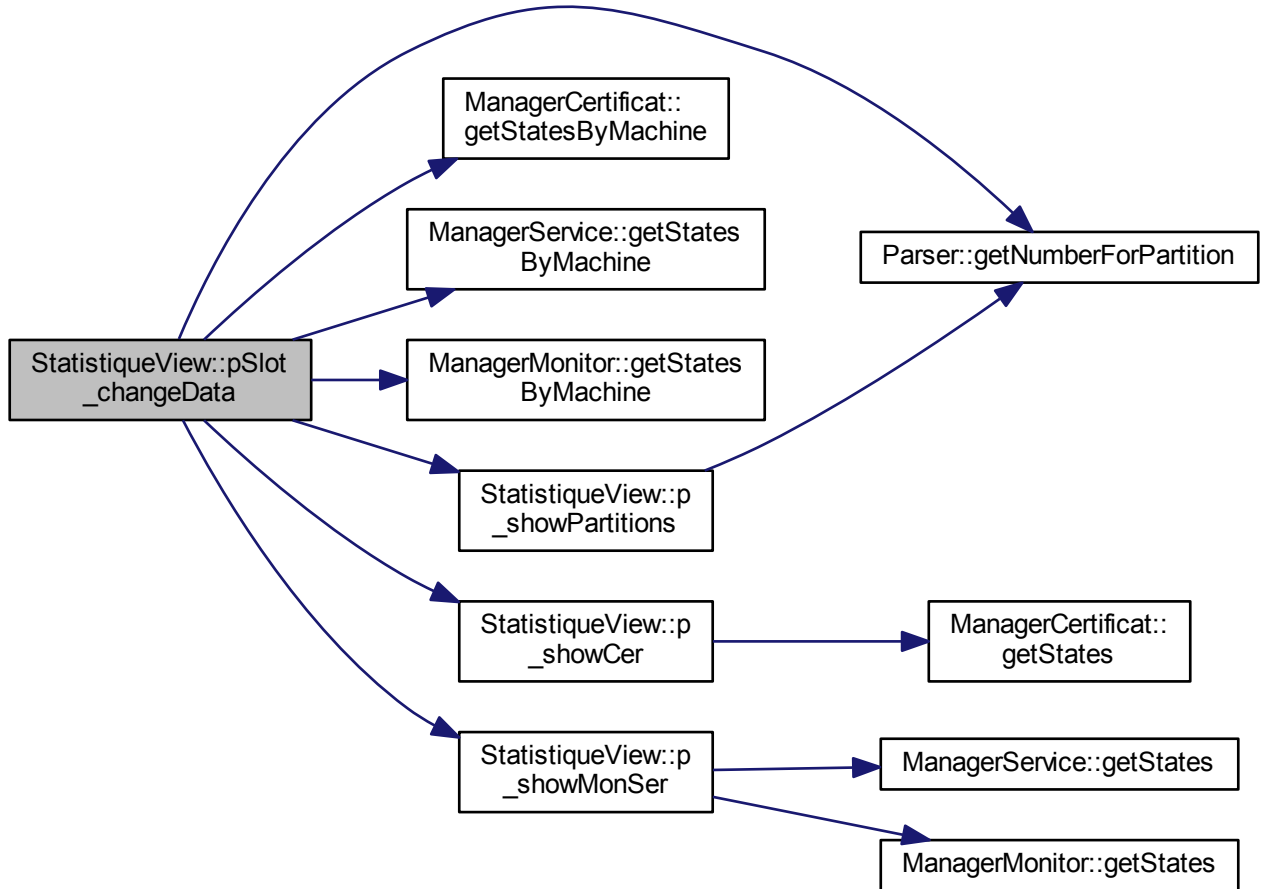 ManagerCertificat::
getStatesByMachine
ManagerService::getStates
ByMachine
Parser::getNumberForPartition
StatistiqueView::pSlot
_changeData
ManagerMonitor::getStates
ByMachine
StatistiqueView::p
_showPartitions
StatistiqueView::p
_showCer
ManagerCertificat::
getStates
StatistiqueView::p
_showMonSer
ManagerService::getStates
ManagerMonitor::getStates